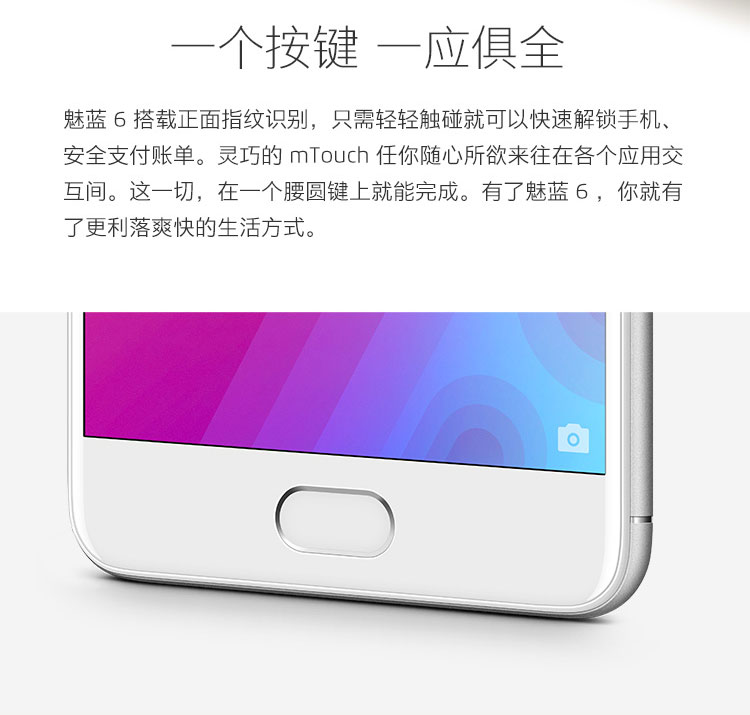 一个按键 一应俱全
魅蓝 6 搭载正面指纹识别，只需轻轻触碰就可以快速解锁手机、
安全支付账单。灵巧的 mTouch 任你随心所欲来往在各个应用交
互间。这一切，在一个腰圆键上就能完成。有了魅蓝 6 ，你就有
了更利落爽快的生活方式。